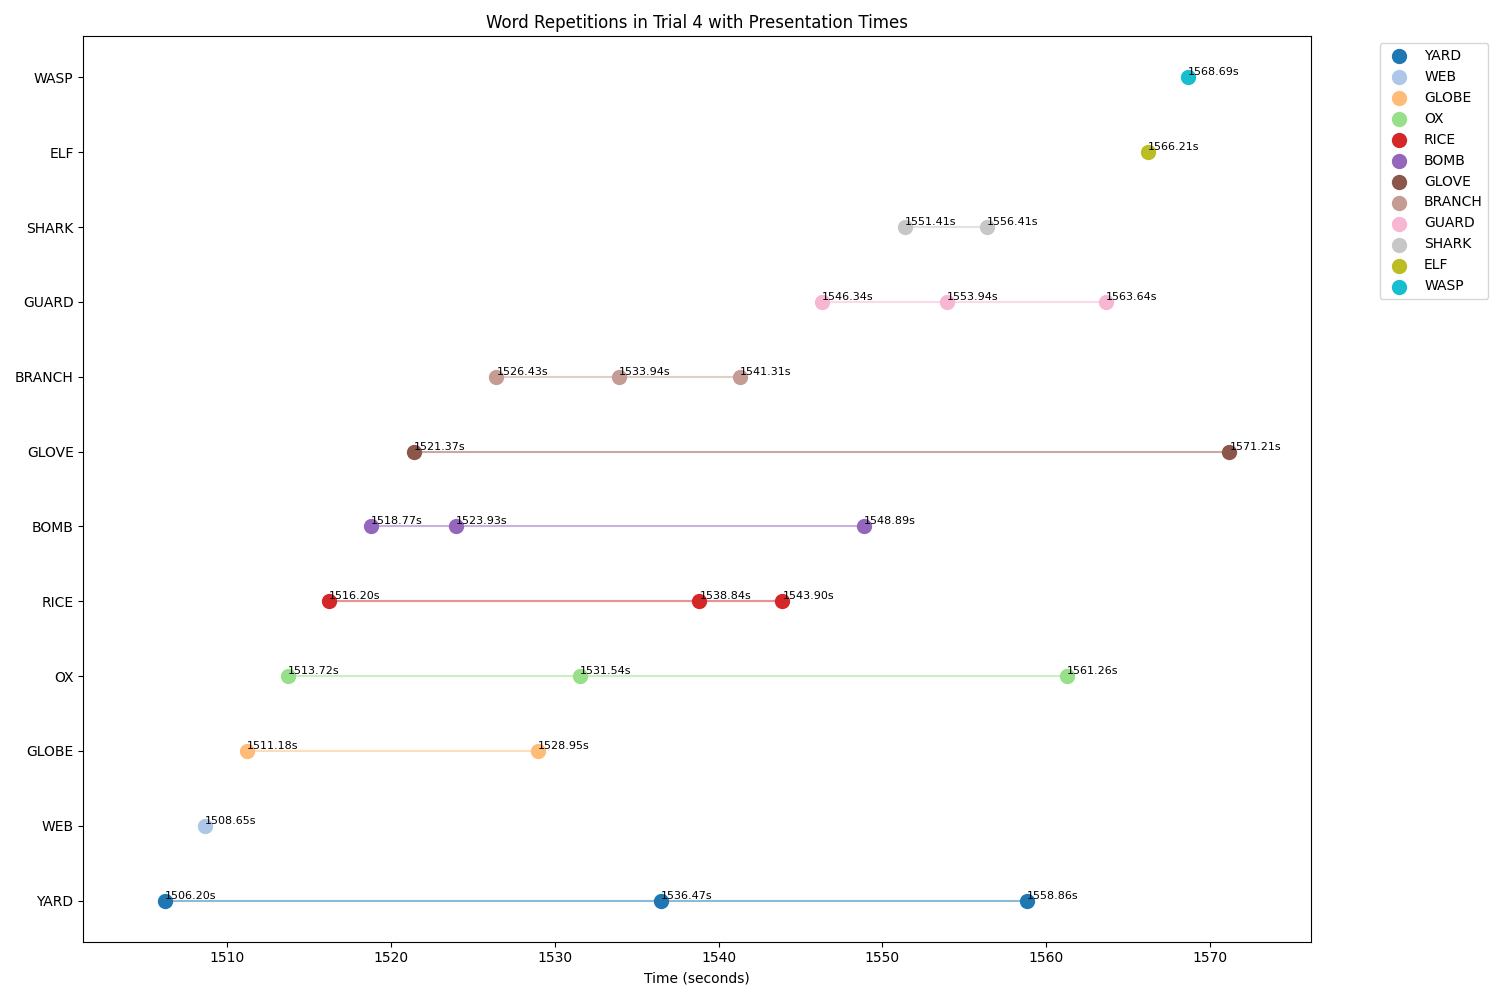 Word Repetitions in Trial 4 with Presentation Times
WASP
1568.69s
ELF
1566.21s
SHARK
1551.41s
1556.41s
GUARD
1546.34s
1553.94s
1563.64s
BRANCH
1526.43s
1533.94s
1541.31s
GLOVE
1521.37s
1571.21s
BOMB
1518.77s
1523.93s
1548.89s
RICE
1516.20s
1538.84s
1543.90s
OX
1513.72s
1531.54s
1561.26s
GLOBE
1511.18s
1528.95s
WEB
1508.65s
YARD
1506.20s
1536.47s
1558.86s
1510
1520
1530
1540
1550
1560
1570
Time (seconds)
YARD
WEB
GLOBE
OX
RICE
BOMB
GLOVE
BRANCH
GUARD
SHARK
ELF
WASP